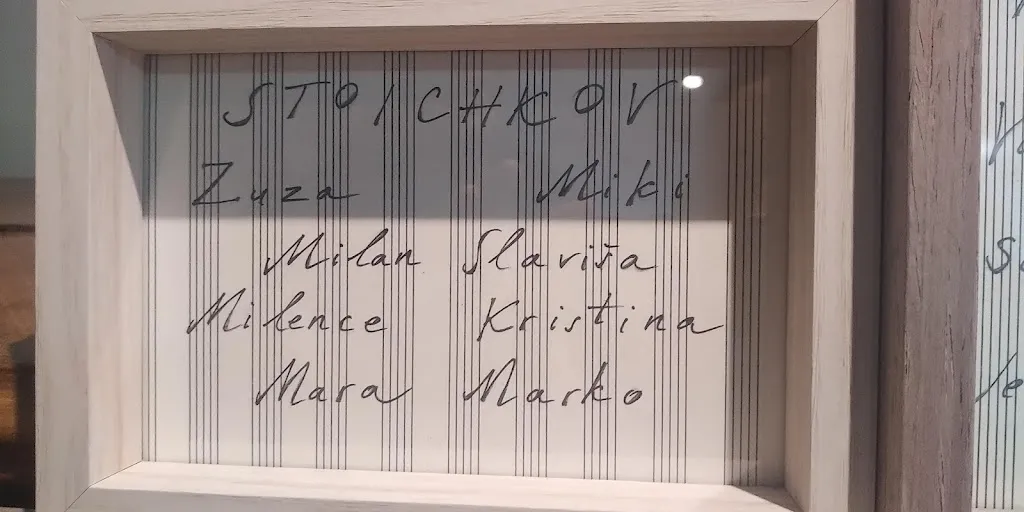 STOICHKOV
Zuza Miki
Milan Slaviša
Milence Kristina
Mara Marko